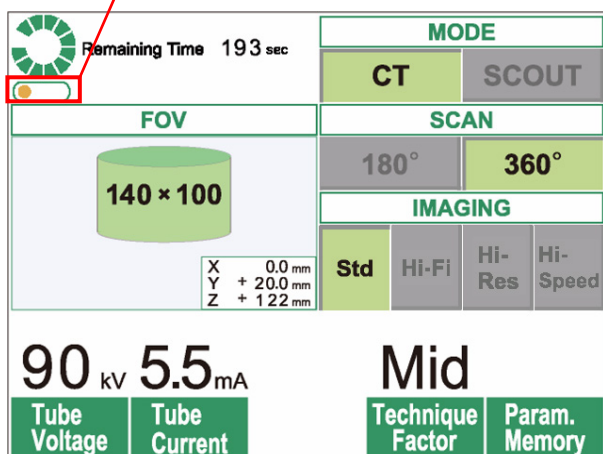 Remaining Time 193 sec
MODE
CT SCOUT
FOV
SCAN
140 × 100
180° 360°
IMAGING
X 0.0 mm
Y + 20.0 mm
Z + 122 mm
Std Hi-Fi Hi-Res Hi-Speed
90 kV 5.5 mA Mid
Tube Voltage
Tube Current
Technique Factor
Param. Memory